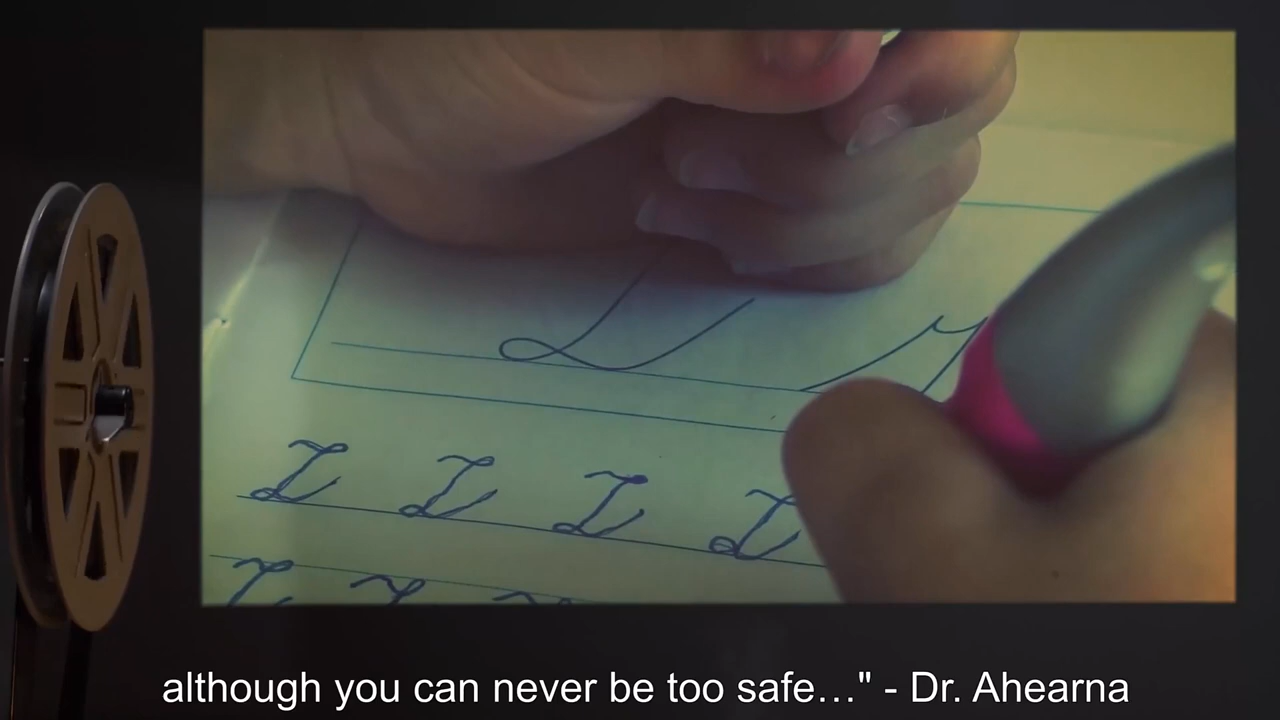 Z Z Z Z
although you can never be too safe…" - Dr. Ahearna